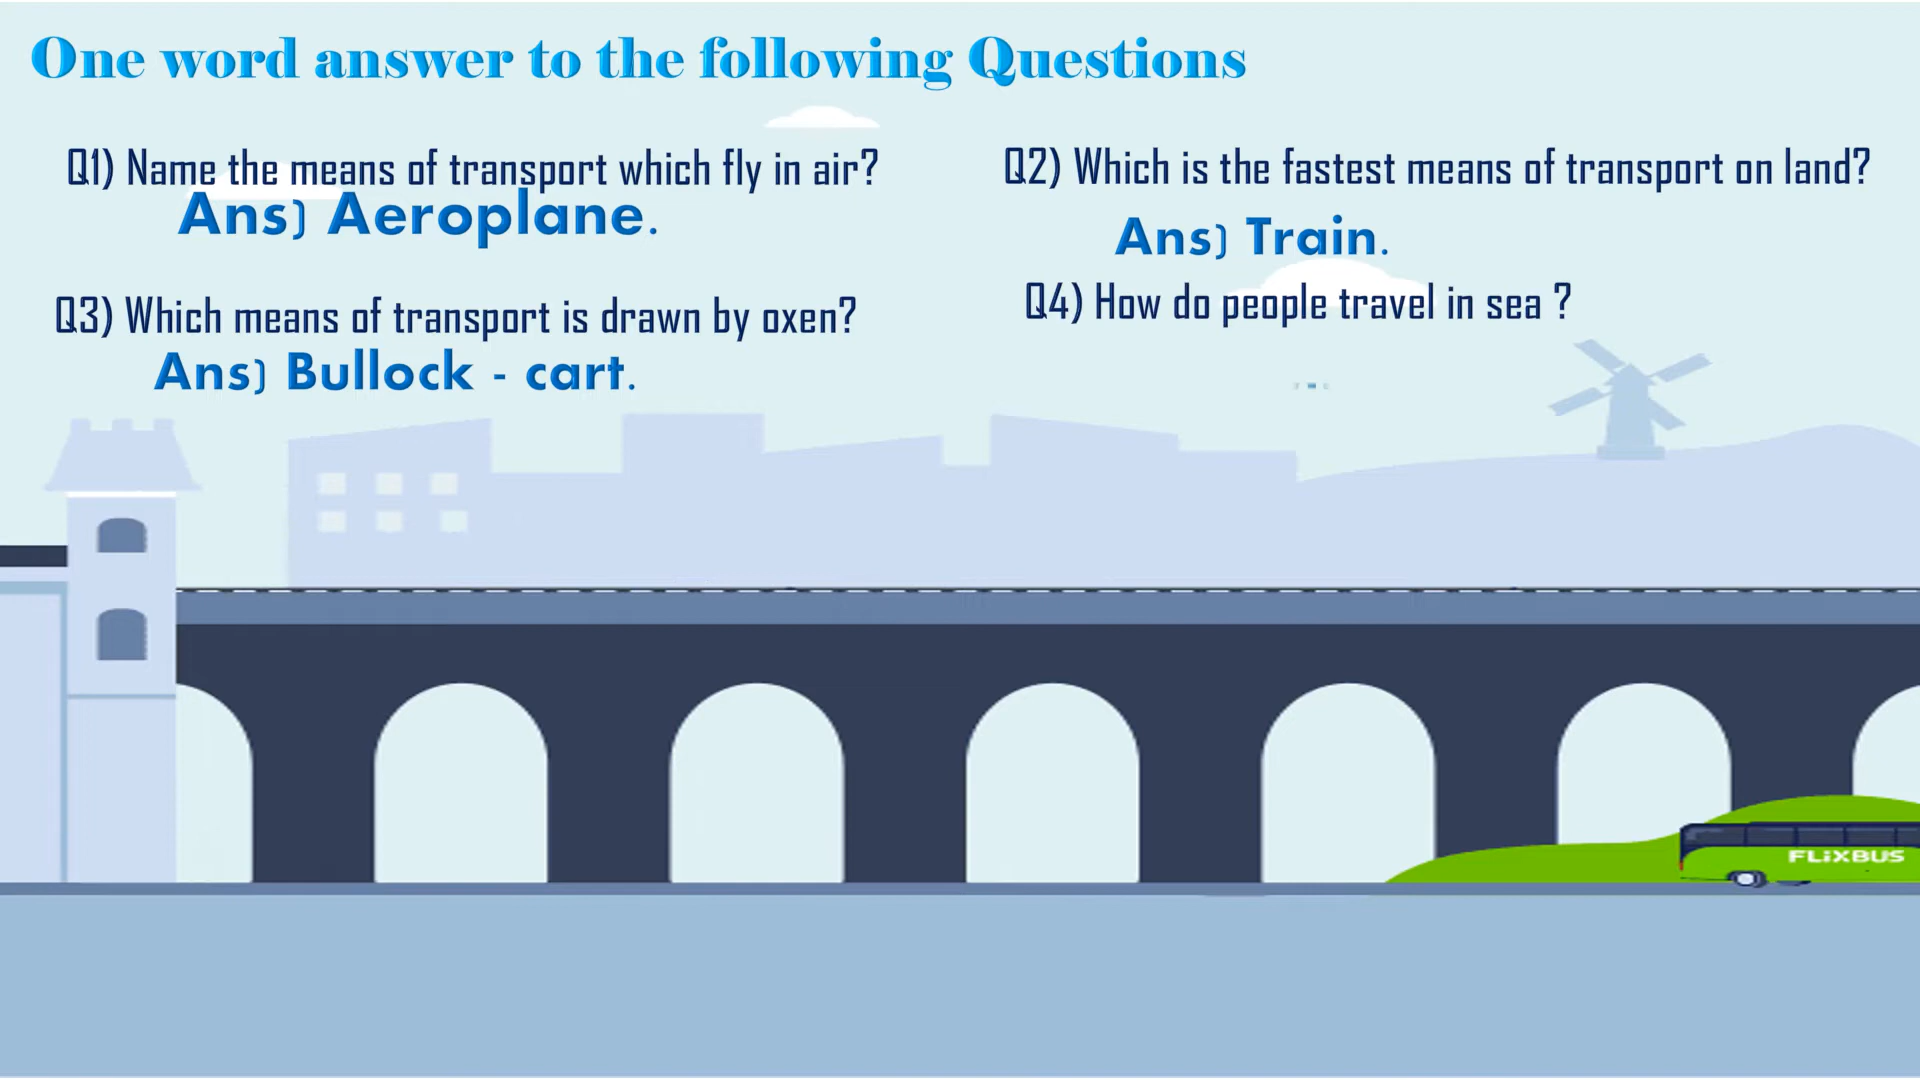 One word answer to the following Questions
Q1) Name the means of transport which fly in air?
Ans) Aeroplane.
Q2) Which is the fastest means of transport on land?
Ans) Train.
Q3) Which means of transport is drawn by oxen?
Ans) Bullock - cart.
Q4) How do people travel in sea ?
FLiXBUS